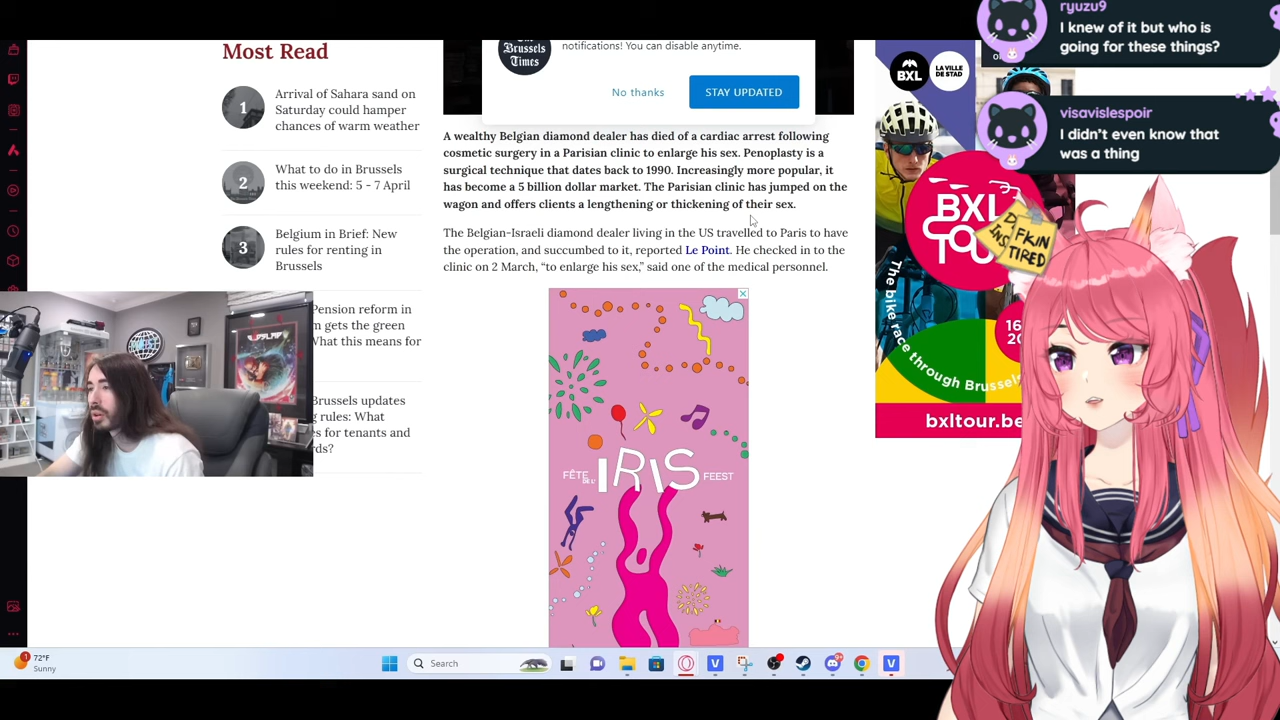 Most Read
1
Arrival of Sahara sand on
Saturday could hamper
chances of warm weather
2
What to do in Brussels
this weekend: 5 - 7 April
3
Belgium in Brief: New
rules for renting in
Brussels
Pension reform in
gets the green
What this means for
Brussels updates
rules: What
for tenants and
The
Brussels
Times
notifications! You can disable anytime.
No thanks
STAY UPDATED
A wealthy Belgian diamond dealer has died of a cardiac arrest following
cosmetic surgery in a Parisian clinic to enlarge his sex. Penoplasty is a
surgical technique that dates back to 1990. Increasingly more popular, it
has become a 5 billion dollar market. The Parisian clinic has jumped on the
wagon and offers clients a lengthening or thickening of their sex.
The Belgian-Israeli diamond dealer living in the US travelled to Paris to have
the operation, and succumbed to it, reported Le Point. He checked in to the
clinic on 2 March, “to enlarge his sex,” said one of the medical personnel.
FÊTE
IRIS
FEEST
BXL
LA VILLE
DE STAD
BXL
The bike race through Brussels
16
20
bxltour.be
ryuzu9
I knew of it but who is
going for these things?
visavislespoir
I didn’t even know that
was a thing
FKIN
TIRED
72°F
Sunny
Search